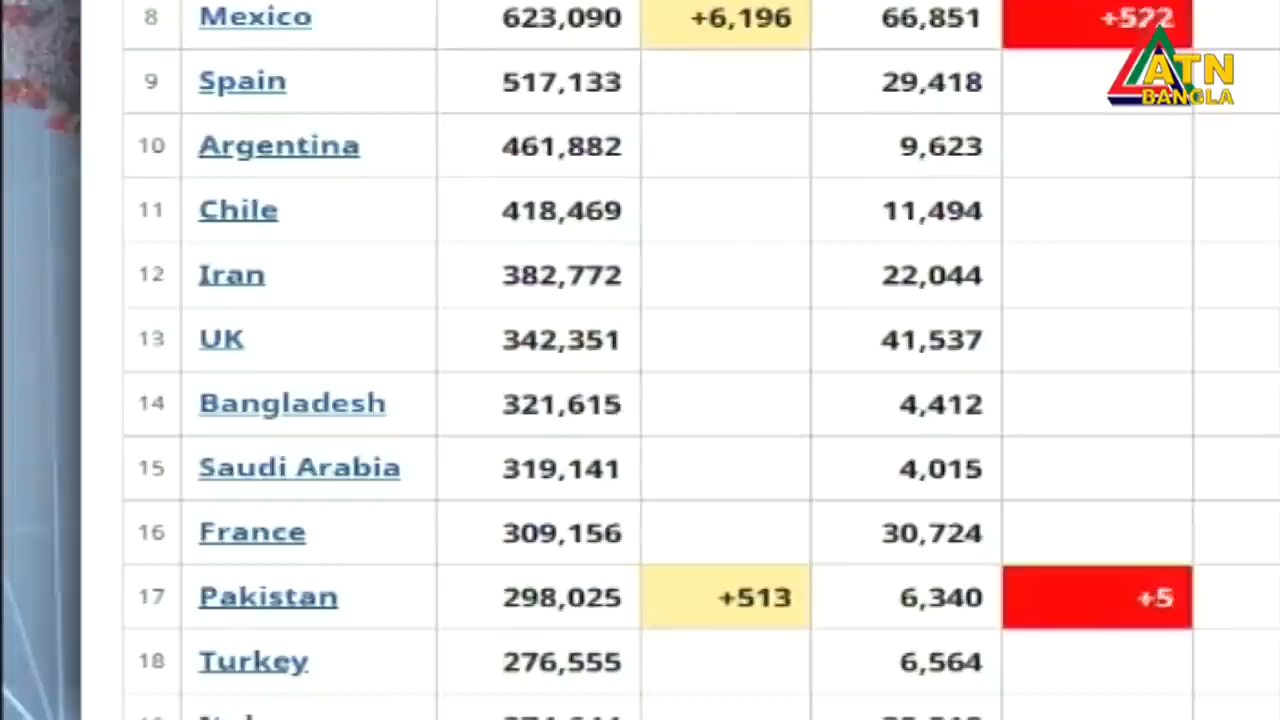 8 Mexico 623,090 +6,196 66,851 +522
ATN
BANGLA
9 Spain 517,133 29,418
10 Argentina 461,882 9,623
11 Chile 418,469 11,494
12 Iran 382,772 22,044
13 UK 342,351 41,537
14 Bangladesh 321,615 4,412
15 Saudi Arabia 319,141 4,015
16 France 309,156 30,724
17 Pakistan 298,025 +513 6,340 +5
18 Turkey 276,555 6,564